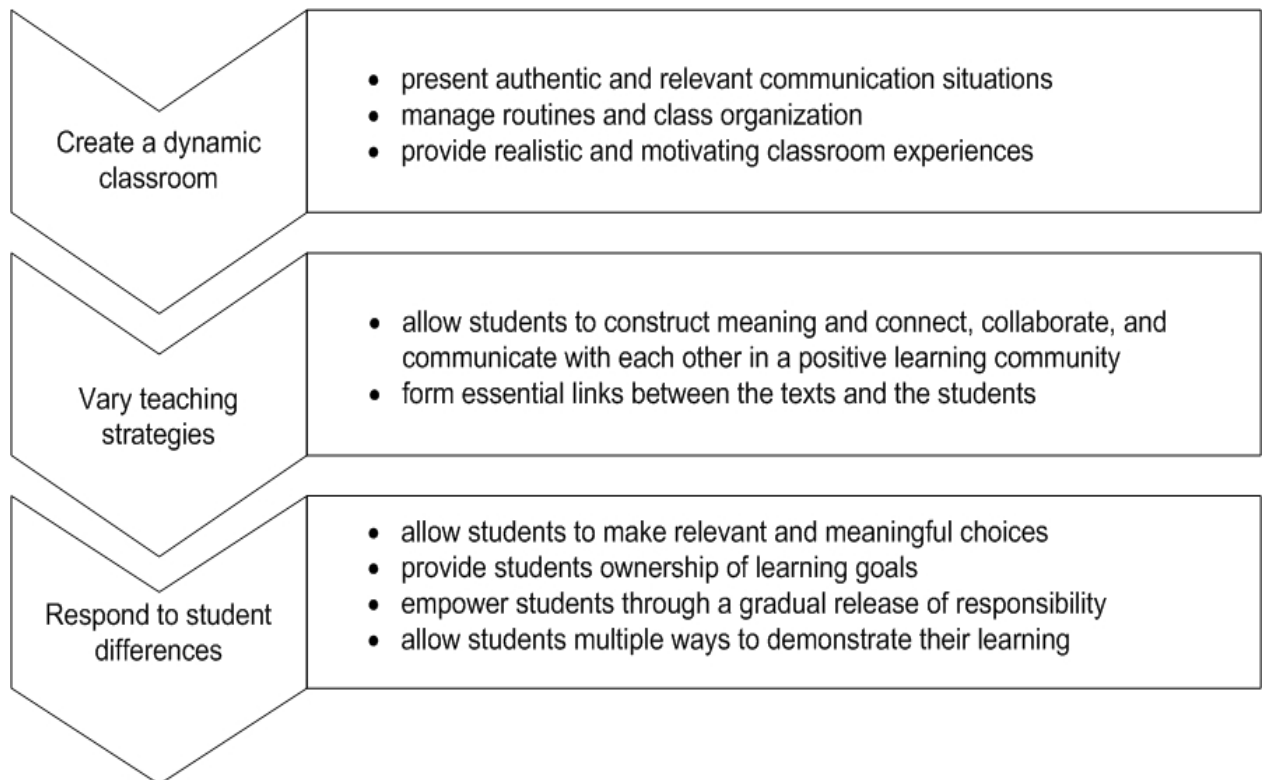 Create a dynamic
classroom
• present authentic and relevant communication situations
• manage routines and class organization
• provide realistic and motivating classroom experiences
Vary teaching
strategies
• allow students to construct meaning and connect, collaborate, and
communicate with each other in a positive learning community
• form essential links between the texts and the students
Respond to student
differences
• allow students to make relevant and meaningful choices
• provide students ownership of learning goals
• empower students through a gradual release of responsibility
• allow students multiple ways to demonstrate their learning